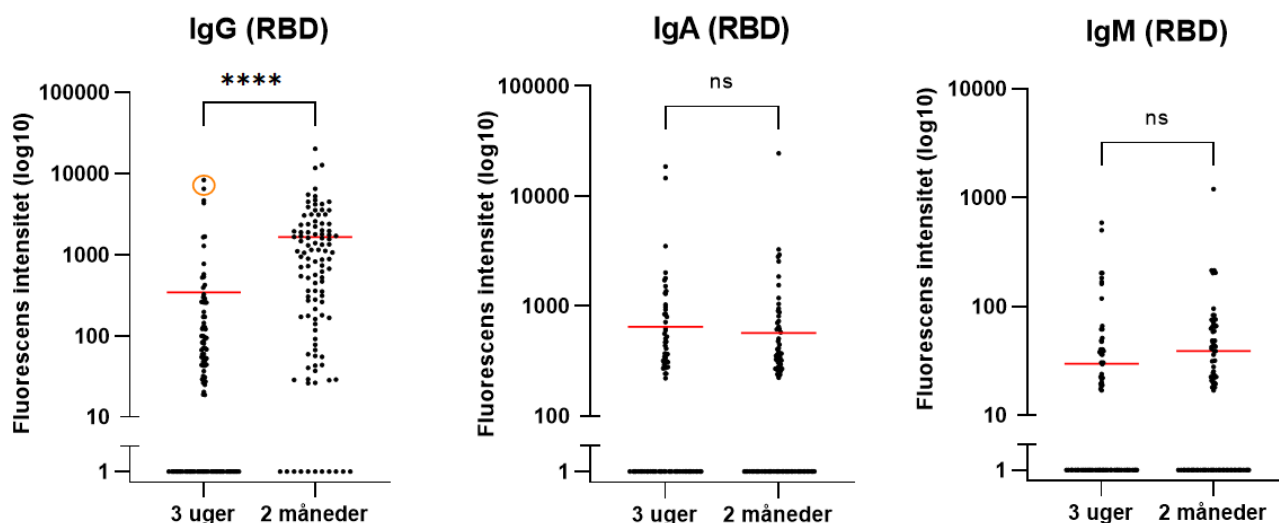 IgG (RBD)
Fluorescens intensitet (log10)
100000
10000
1000
100
10
1
****
3 uger
2 måneder
IgA (RBD)
Fluorescens intensitet (log10)
100000
10000
1000
100
1
ns
3 uger
2 måneder
IgM (RBD)
Fluorescens intensitet (log10)
10000
1000
100
10
1
ns
3 uger
2 måneder